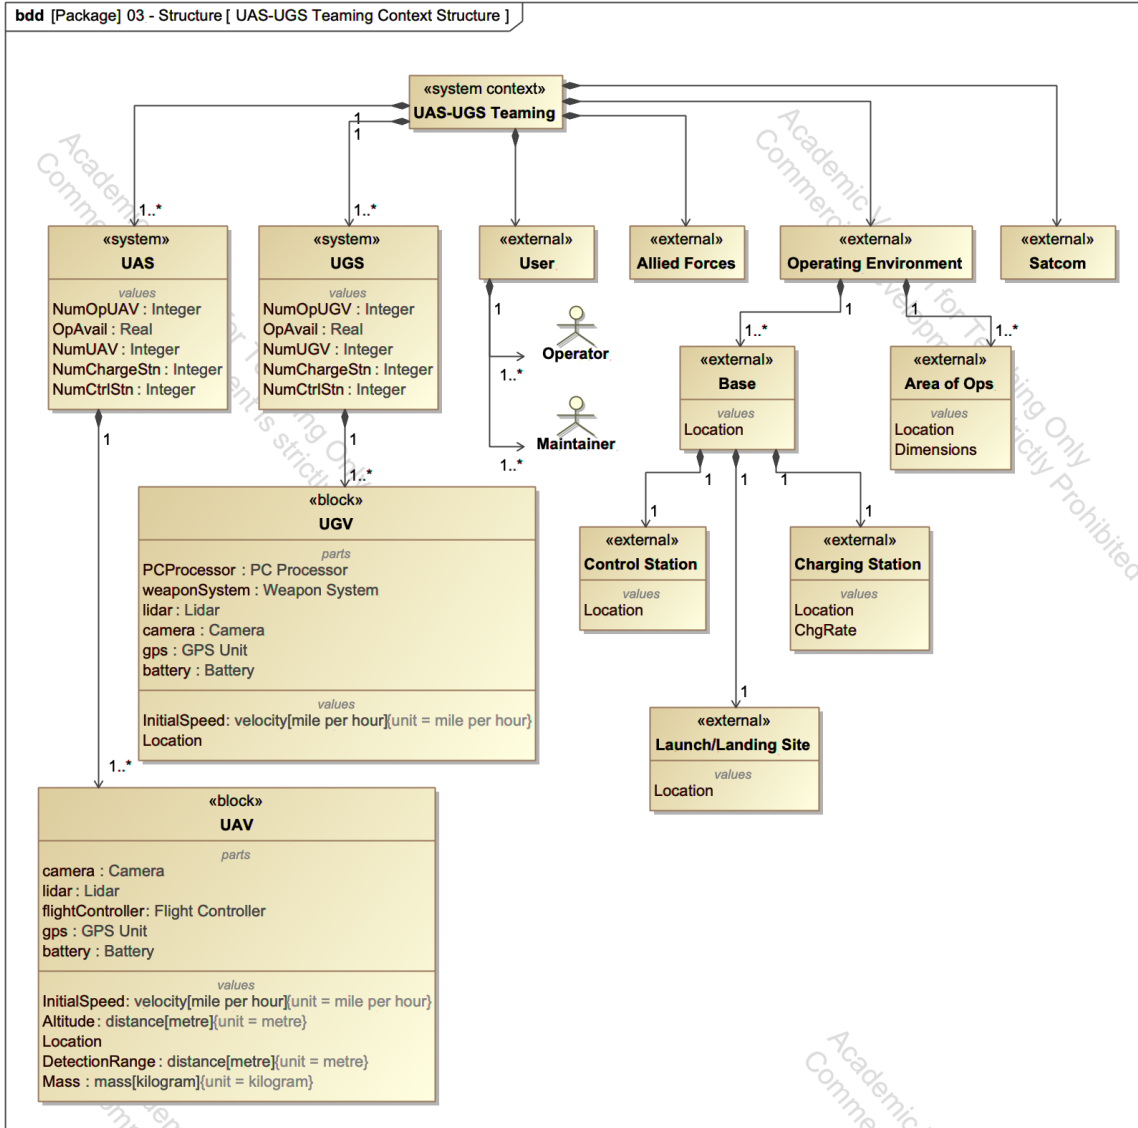 bdd [Package] 03 - Structure [ UAS-UGS Teaming Context Structure ]
«system context»
UAS-UGS Teaming
1
1
1..*
1..*
«system»
UAS
values
NumOpUAV : Integer
OpAvail : Real
NumUAV : Integer
NumChargeStn : Integer
NumCtrlStn : Integer
«system»
UGS
values
NumOpUGV : Integer
OpAvail : Real
NumUGV : Integer
NumChargeStn : Integer
NumCtrlStn : Integer
«external»
User
«external»
Allied Forces
«external»
Operating Environment
«external»
Satcom
1
Operator
1..*
Maintainer
1..*
1
1..*
1
1..*
«external»
Base
values
Location
«external»
Area of Ops
values
Location
Dimensions
1
1
1
1
1
1
«external»
Control Station
values
Location
«external»
Charging Station
values
Location
ChgRate
«external»
Launch/Landing Site
values
Location
1
1..*
«block»
UGV
parts
PCProcessor : PC Processor
weaponSystem : Weapon System
lidar : Lidar
camera : Camera
gps : GPS Unit
battery : Battery
values
InitialSpeed: velocity[mile per hour]{unit = mile per hour}
Location
1
1..*
«block»
UAV
parts
camera : Camera
lidar : Lidar
flightController: Flight Controller
gps : GPS Unit
battery : Battery
values
InitialSpeed: velocity[mile per hour]{unit = mile per hour}
Altitude : distance[metre]{unit = metre}
Location
DetectionRange : distance[metre]{unit = metre}
Mass : mass[kilogram]{unit = kilogram}